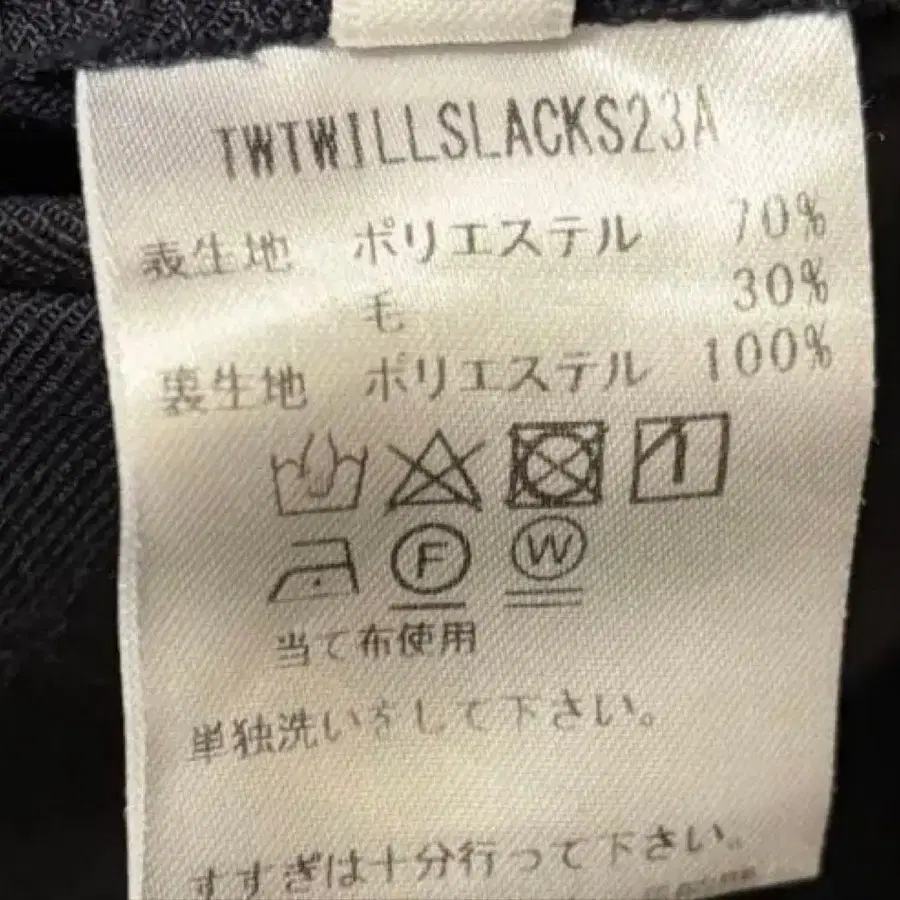 TWTWILLSLACKS23A
表生地 ポリエステル 70%
毛 30%
裏生地 ポリエステル 100%
F W
当て布使用
単独洗いをして下さい。
すすぎは十分行って下さい。